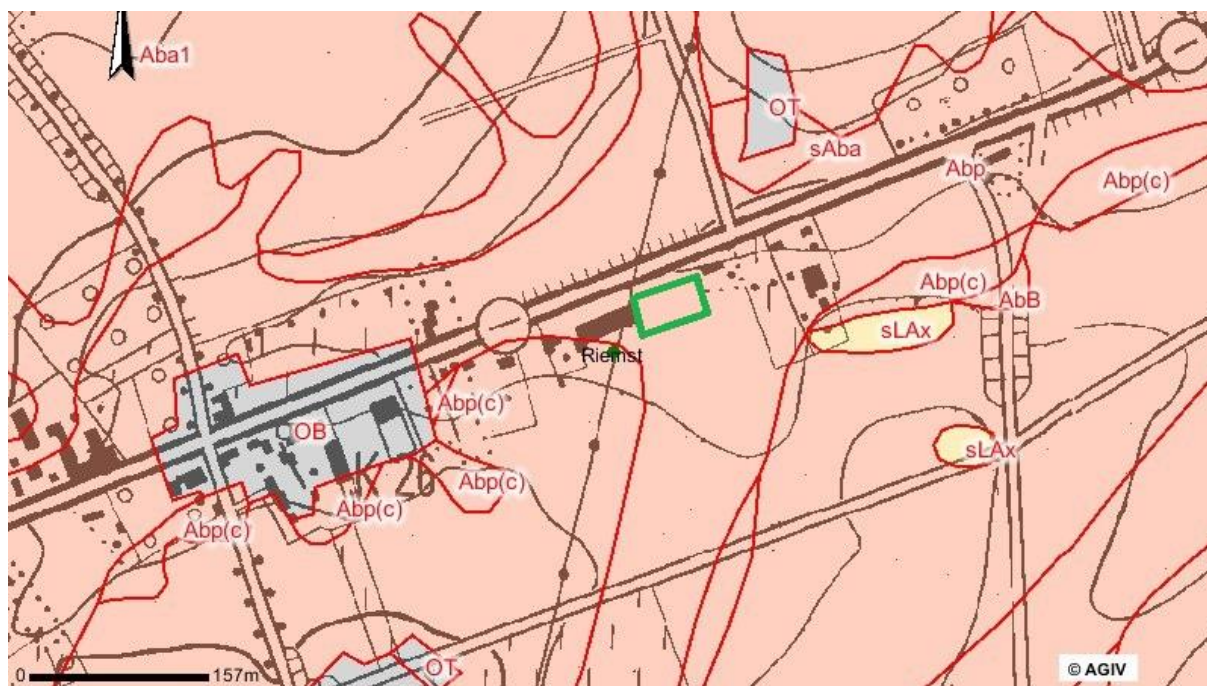 Aba1
OT
sAba
Abp
Abp(c)
Abp(c)
AbB
sLAx
Riemst
Abp(c)
OB
K 20
sLAx
Abp(c)
Abp(c)
Abp(c)
OT
0 157m
© AGIV